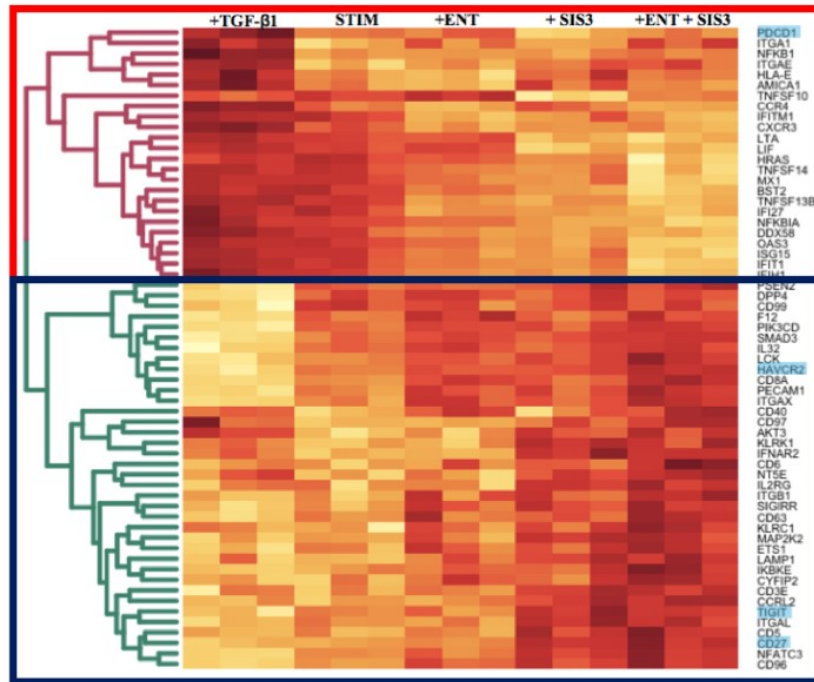 +TGF-β1 STIM +ENT + SIS3 +ENT + SIS3
PDCD1
ITGA1
NFKB1
ITGAE
HLA-E
AMICA1
TNFSF10
CCR4
IFITM1
CXCR3
LTA
LIF
HRAS
TNFSF14
MX1
BST2
TNFSF13B
IFI27
NFKBIA
DDX58
OAS3
ISG15
IFIT1
IFIH1
PSEN2
DPP4
CD99
F12
PIK3CD
SMAD3
IL32
LCK
HAVCR2
CD8A
PECAM1
ITGAX
CD40
CD97
AKT3
KLRK1
IFNAR2
CD6
NT5E
IL2RG
ITGB1
SIGIRR
CD63
KLRC1
MAP2K2
ETS1
LAMP1
IKBKE
CYFIP2
CD3E
CCRL2
TIGIT
ITGAL
CD5
CD27
NFATC3
CD96